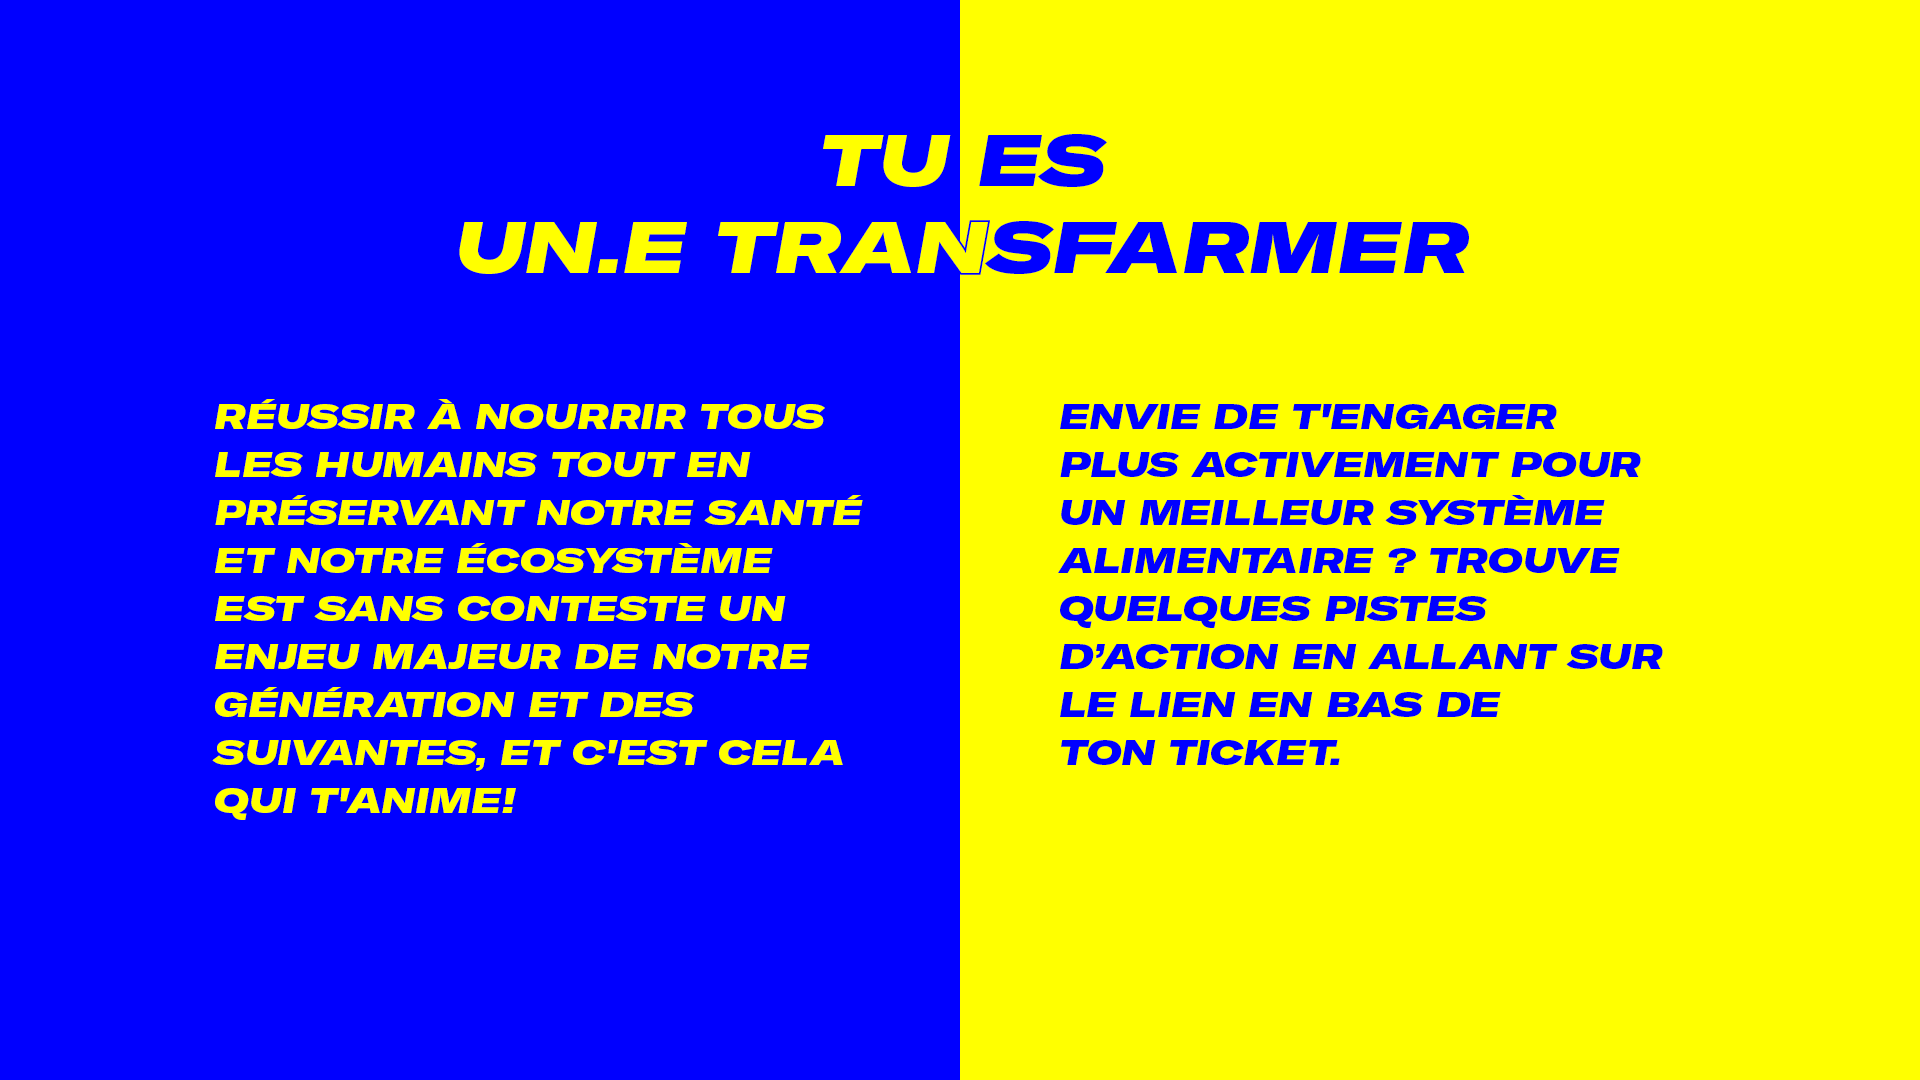 TU ES
UN.E TRANSFARMER
RÉUSSIR À NOURRIR TOUS
LES HUMAINS TOUT EN
PRÉSERVANT NOTRE SANTÉ
ET NOTRE ÉCOSYSTÈME
EST SANS CONTESTE UN
ENJEU MAJEUR DE NOTRE
GÉNÉRATION ET DES
SUIVANTES, ET C'EST CELA
QUI T'ANIME!
ENVIE DE T'ENGAGER
PLUS ACTIVEMENT POUR
UN MEILLEUR SYSTÈME
ALIMENTAIRE ? TROUVE
QUELQUES PISTES
D’ACTION EN ALLANT SUR
LE LIEN EN BAS DE
TON TICKET.